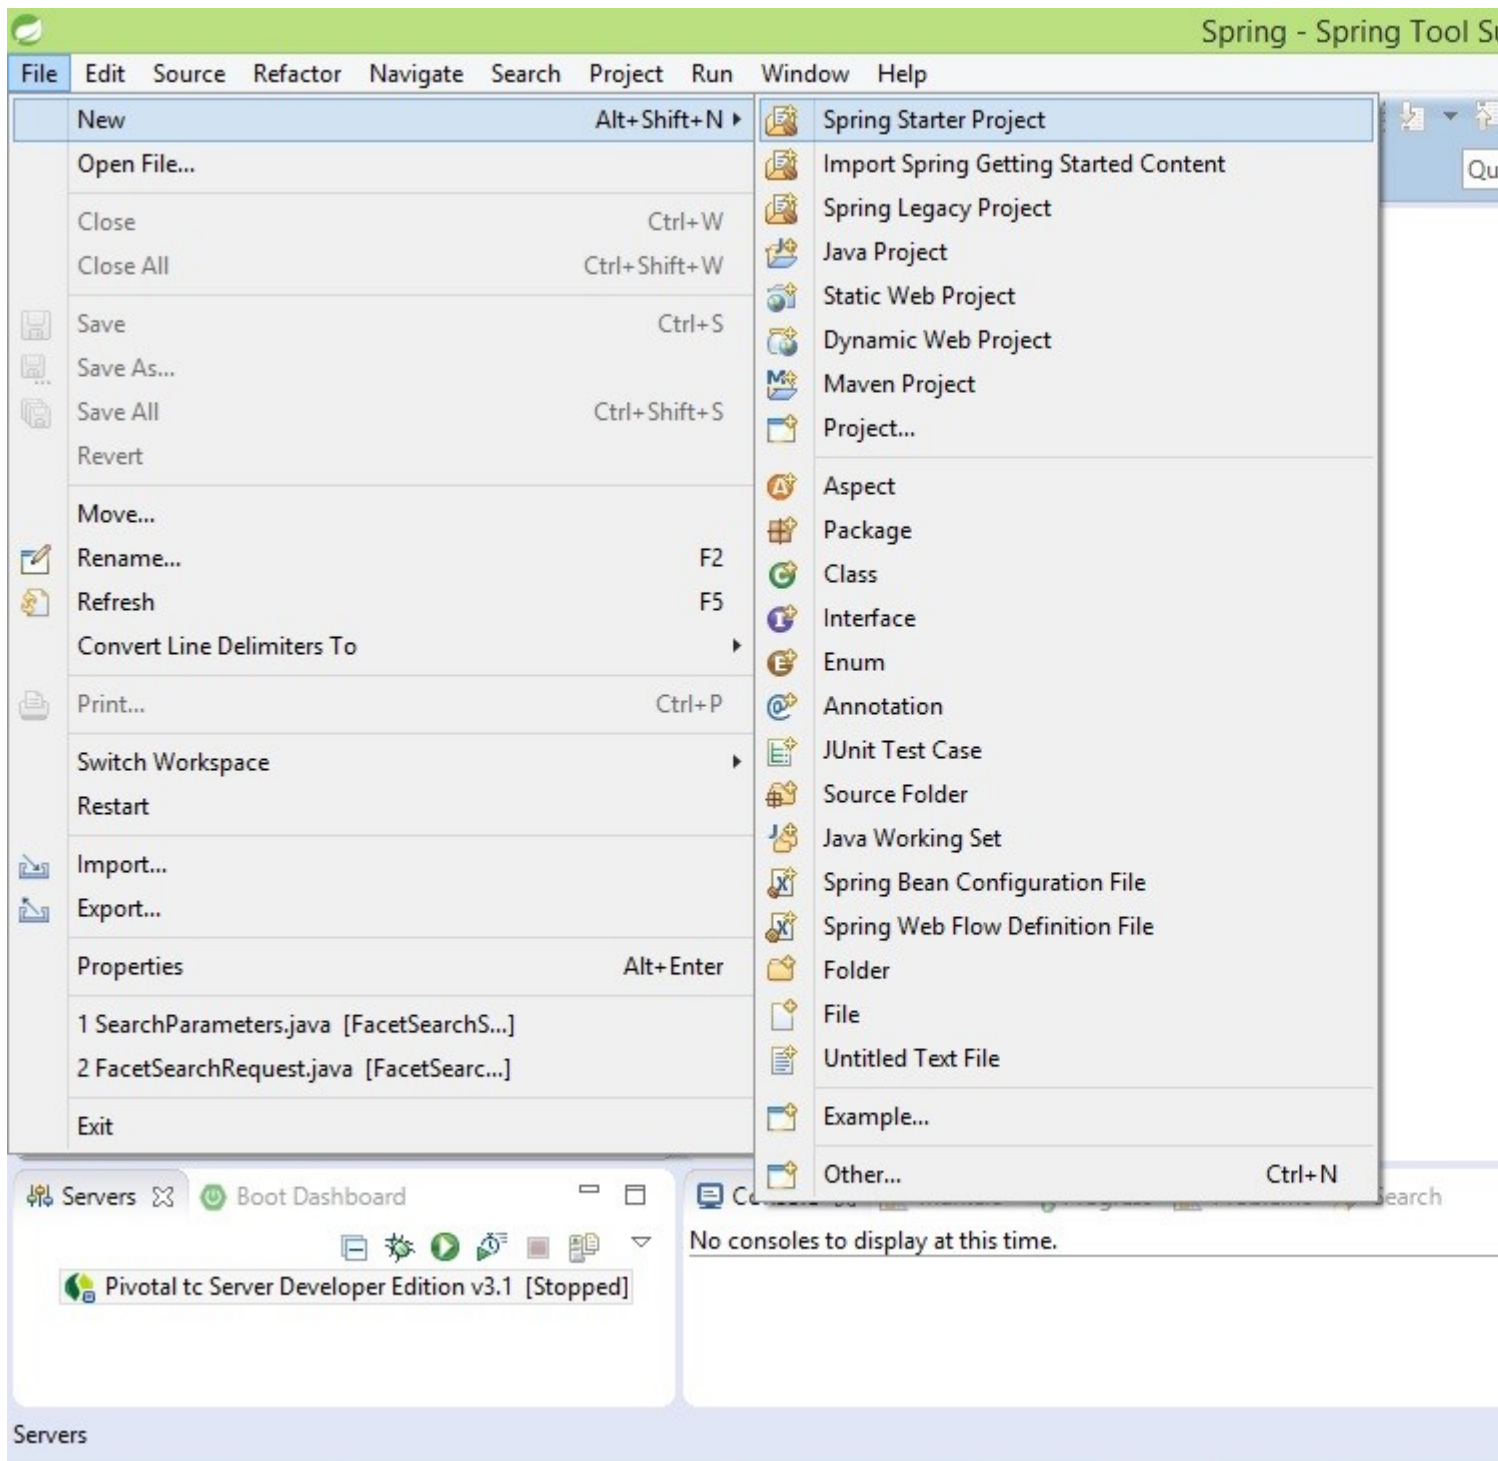 Spring - Spring Tool
File Edit Source Refactor Navigate Search Project Run Window Help
New Alt+Shift+N
Open File...
Close Ctrl+W
Close All Ctrl+Shift+W
Save Ctrl+S
Save As...
Save All Ctrl+Shift+S
Revert
Move...
Rename... F2
Refresh F5
Convert Line Delimiters To
Print... Ctrl+P
Switch Workspace
Restart
Import...
Export...
Properties Alt+Enter
1 SearchParameters.java [FacetSearchS...]
2 FacetSearchRequest.java [FacetSearc...]
Exit
Spring Starter Project
Import Spring Getting Started Content
Spring Legacy Project
Java Project
Static Web Project
Dynamic Web Project
Maven Project
Project...
Aspect
Package
Class
Interface
Enum
Annotation
JUnit Test Case
Source Folder
Java Working Set
Spring Bean Configuration File
Spring Web Flow Definition File
Folder
File
Untitled Text File
Example...
Other... Ctrl+N
Servers Boot Dashboard
Pivotal tc Server Developer Edition v3.1 [Stopped]
No consoles to display at this time.
Servers